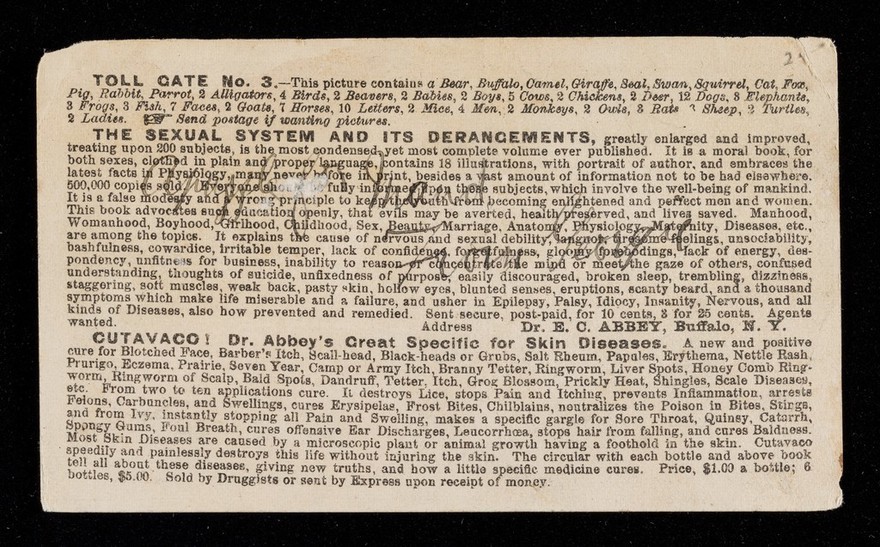 TOLL GATE No. 3.—This picture contains a Bear, Buffalo, Camel, Giraffe, Seal, Swan, Squirrel, Cat, Fox,
Pig, Rabbit, Parrot, 2 Alligators, 4 Birds, 2 Beavers, 2 Babies, 2 Boys, 5 Cows, 2 Chickens, 2 Deer, 12 Dogs, 3 Elephants,
3 Frogs, 3 Fish, 7 Faces, 2 Goats, 7 Horses, 10 Letters, 2 Mice, 4 Men, 2 Monkeys, 2 Owls, 3 Rats Sheep, 2 Turtles,
2 Ladies. ☞ Send postage if wanting pictures.
THE SEXUAL SYSTEM AND ITS DERANGEMENTS, greatly enlarged and improved,
treating upon 200 subjects, is the most condensed, yet most complete volume ever published. It is a moral book, for
both sexes, clothed in plain and proper language, contains 18 illustrations, with portrait of author, and embraces the
latest facts in Physiology, many never before in print, besides a vast amount of information not to be had elsewhere.
500,000 copies sold. Everyone should be fully informed upon these subjects, which involve the well-being of mankind.
It is a false modesty and a wrong principle to keep the youth from becoming enlightened and perfect men and women.
This book advocates such education openly, that evils may be averted, health preserved, and lives saved. Manhood,
Womanhood, Boyhood, Girlhood, Childhood, Sex, Beauty, Marriage, Anatomy, Physiology, Maternity, Diseases, etc.,
are among the topics. It explains the cause of nervous and sexual debility, langor, lonesome feelings, unsociability,
bashfulness, cowardice, irritable temper, lack of confidence, forgetfulness, gloomy forebodings, lack of energy, des-
pondency, unfitness for business, inability to reason or concentrate the mind or meet the gaze of others, confused
understanding, thoughts of suicide, unfixedness of purpose, easily discouraged, broken sleep, trembling, dizziness,
staggering, soft muscles, weak back, pasty skin, hollow eyes, blunted senses, eruptions, scanty beard, and a thousand
symptoms which make life miserable and a failure, and usher in Epilepsy, Palsy, Idiocy, Insanity, Nervous, and all
kinds of Diseases, also how prevented and remedied. Sent secure, post-paid, for 10 cents, 3 for 25 cents. Agents
wanted. Address Dr. E. C. ABBEY, Buffalo, N. Y.
CUTAVACO! Dr. Abbey's Great Specific for Skin Diseases. A new and positive
cure for Blotched Face, Barber's Itch, Scall-head, Black-heads or Grubs, Salt Rheum, Papules, Erythema, Nettle Rash,
Prurigo, Eczema, Prairie, Seven Year, Camp or Army Itch, Branny Tetter, Ringworm, Liver Spots, Honey Comb Ring-
worm, Ringworm of Scalp, Bald Spots, Dandruff, Tetter, Itch, Grog Blossom, Prickly Heat, Shingles, Scale Diseases,
etc. From two to ten applications cure. It destroys Lice, stops Pain and Itching, prevents Inflammation, arrests
Felons, Carbuncles, and Swellings, cures Erysipelas, Frost Bites, Chilblains, neutralizes the Poison in Bites, Stings,
and from Ivy, instantly stopping all Pain and Swelling, makes a specific gargle for Sore Throat, Quinsy, Catarrh,
Spongy Gums, Foul Breath, cures offensive Ear Discharges, Leucorrhœa, stops hair from falling, and cures Baldness.
Most Skin Diseases are caused by a microscopic plant or animal growth having a foothold in the skin. Cutavaco
speedily and painlessly destroys this life without injuring the skin. The circular with each bottle and above book
tell all about these diseases, giving new truths, and how a little specific medicine cures. Price, $1.00 a bottle; 6
bottles, $5.00. Sold by Druggists or sent by Express upon receipt of money.